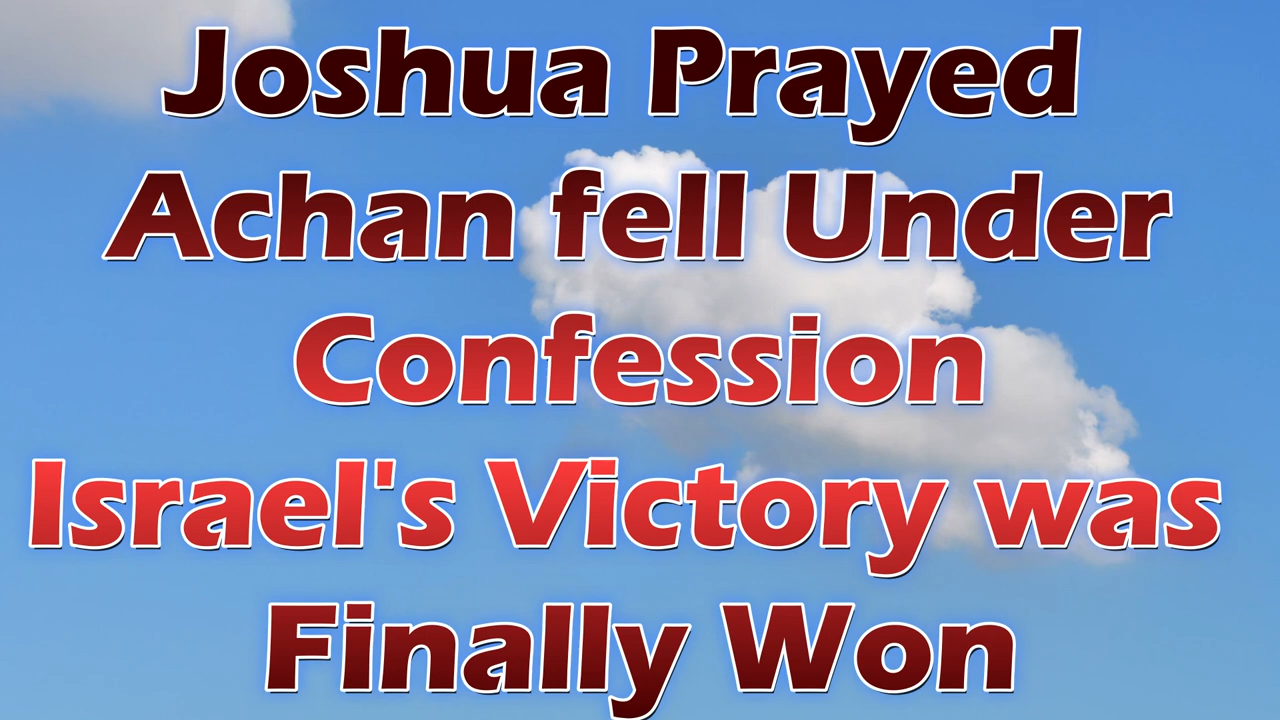 Joshua Prayed
Achan fell Under
Confession
Israel's Victory was
Finally Won